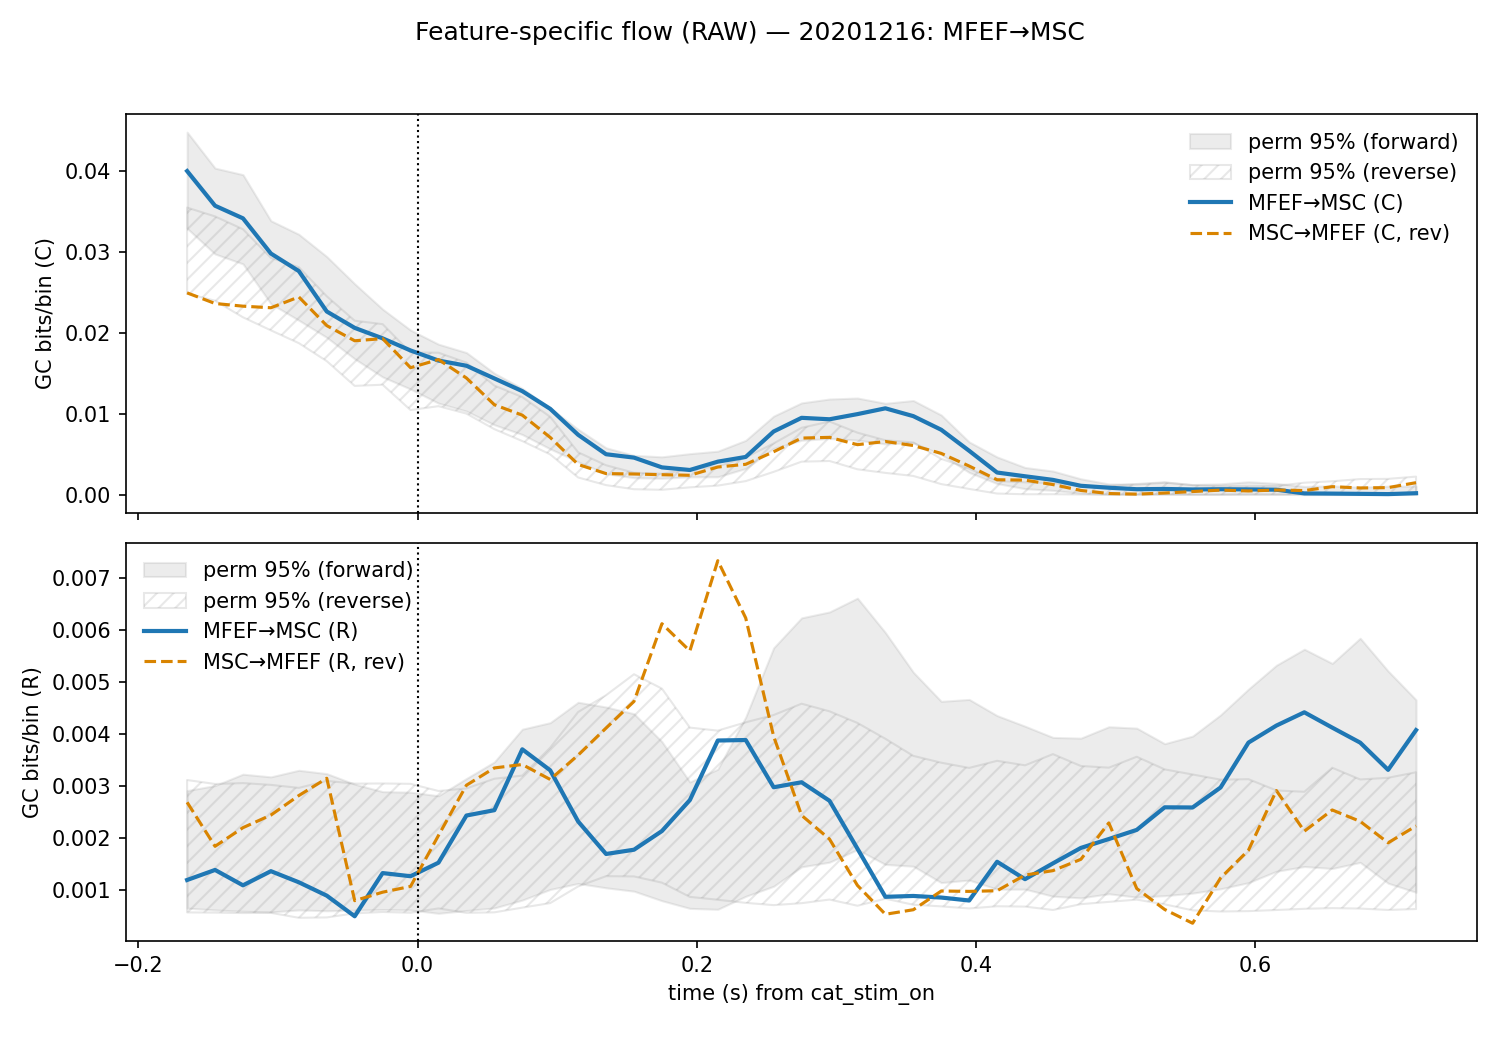 Feature-specific flow (RAW) — 20201216: MFEF→MSC
GC bits/bin (C)
0.04
0.03
0.02
0.01
0.00
perm 95% (forward)
perm 95% (reverse)
MFEF→MSC (C)
MSC→MFEF (C, rev)
GC bits/bin (R)
0.007
0.006
0.005
0.004
0.003
0.002
0.001
perm 95% (forward)
perm 95% (reverse)
MFEF→MSC (R)
MSC→MFEF (R, rev)
−0.2 0.0 0.2 0.4 0.6
time (s) from cat_stim_on